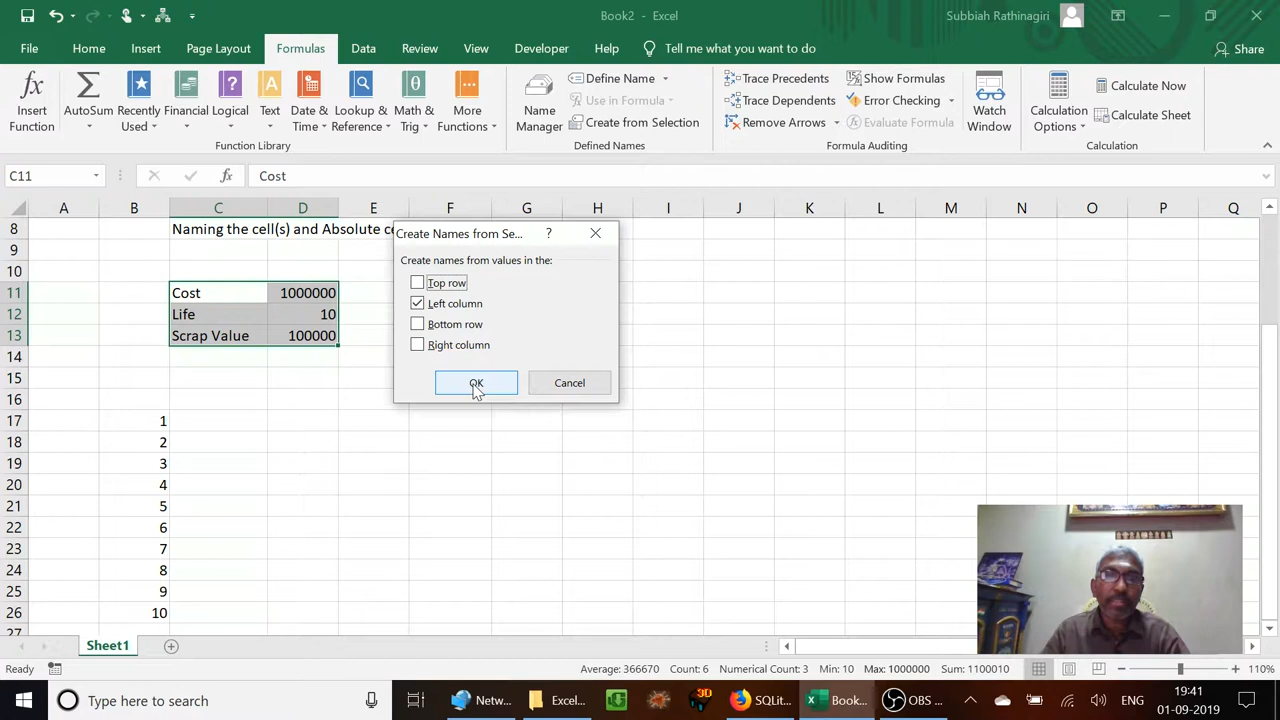 Book2 - Excel
Subbiah Rathinagiri
File Home Insert Page Layout Formulas Data Review View Developer Help Tell me what you want to do Share
Insert Function
AutoSum
Recently Used
Financial
Logical
Text
Date & Time
Lookup & Reference
Math & Trig
More Functions
Function Library
Name Manager
Define Name
Use in Formula
Create from Selection
Defined Names
Trace Precedents
Trace Dependents
Remove Arrows
Show Formulas
Error Checking
Evaluate Formula
Formula Auditing
Watch Window
Calculation Options
Calculate Now
Calculate Sheet
Calculation
C11 fx Cost
A B C D E F G H I J K L M N O P Q
8 Naming the cell(s) and Absolute ce
9
10
11 Cost 1000000
12 Life 10
13 Scrap Value 100000
14
15
16
17 1
18 2
19 3
20 4
21 5
22 6
23 7
24 8
25 9
26 10
27
Create Names from Se... ?
Create names from values in the:
Top row
Left column
Bottom row
Right column
OK Cancel
Sheet1
Ready Average: 366670 Count: 6 Numerical Count: 3 Min: 10 Max: 1000000 Sum: 1100010 110%
Type here to search Netw... Excel... SQLit... Book... OBS ... ENG
19:41
01-09-2019